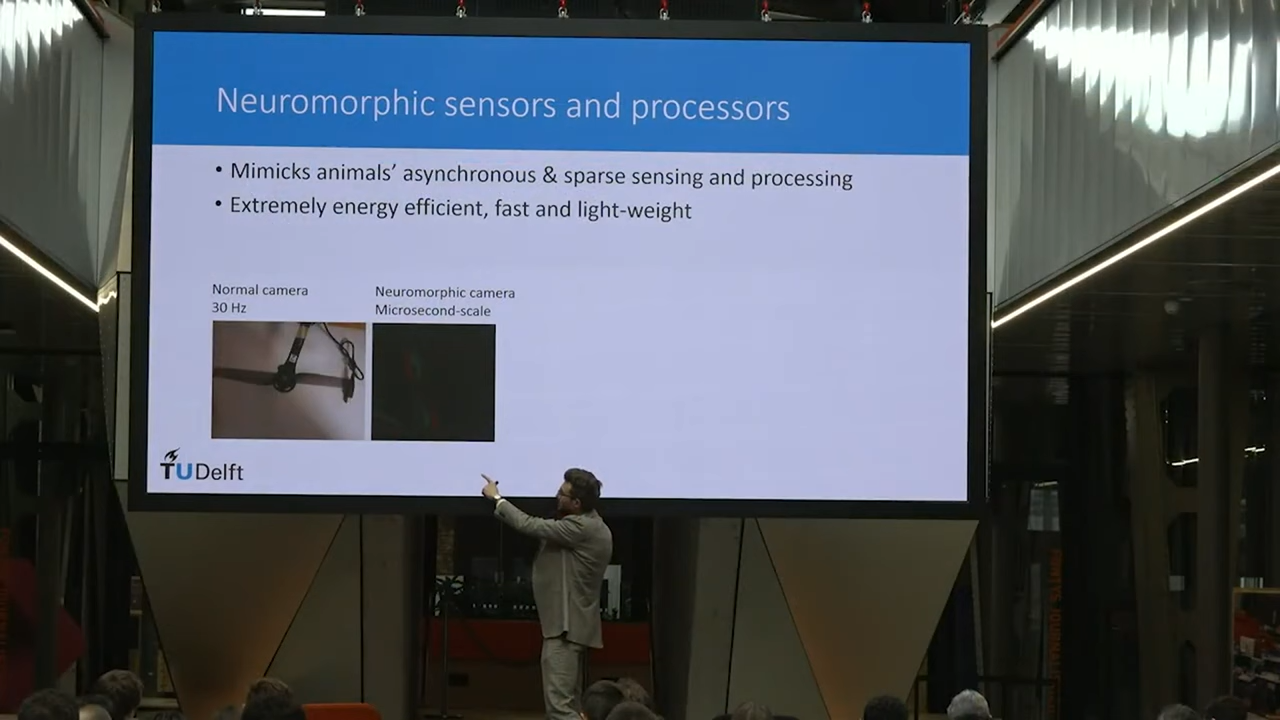 Neuromorphic sensors and processors
• Mimicks animals’ asynchronous & sparse sensing and processing
• Extremely energy efficient, fast and light-weight
Normal camera
30 Hz
Neuromorphic camera
Microsecond-scale
TUDelft